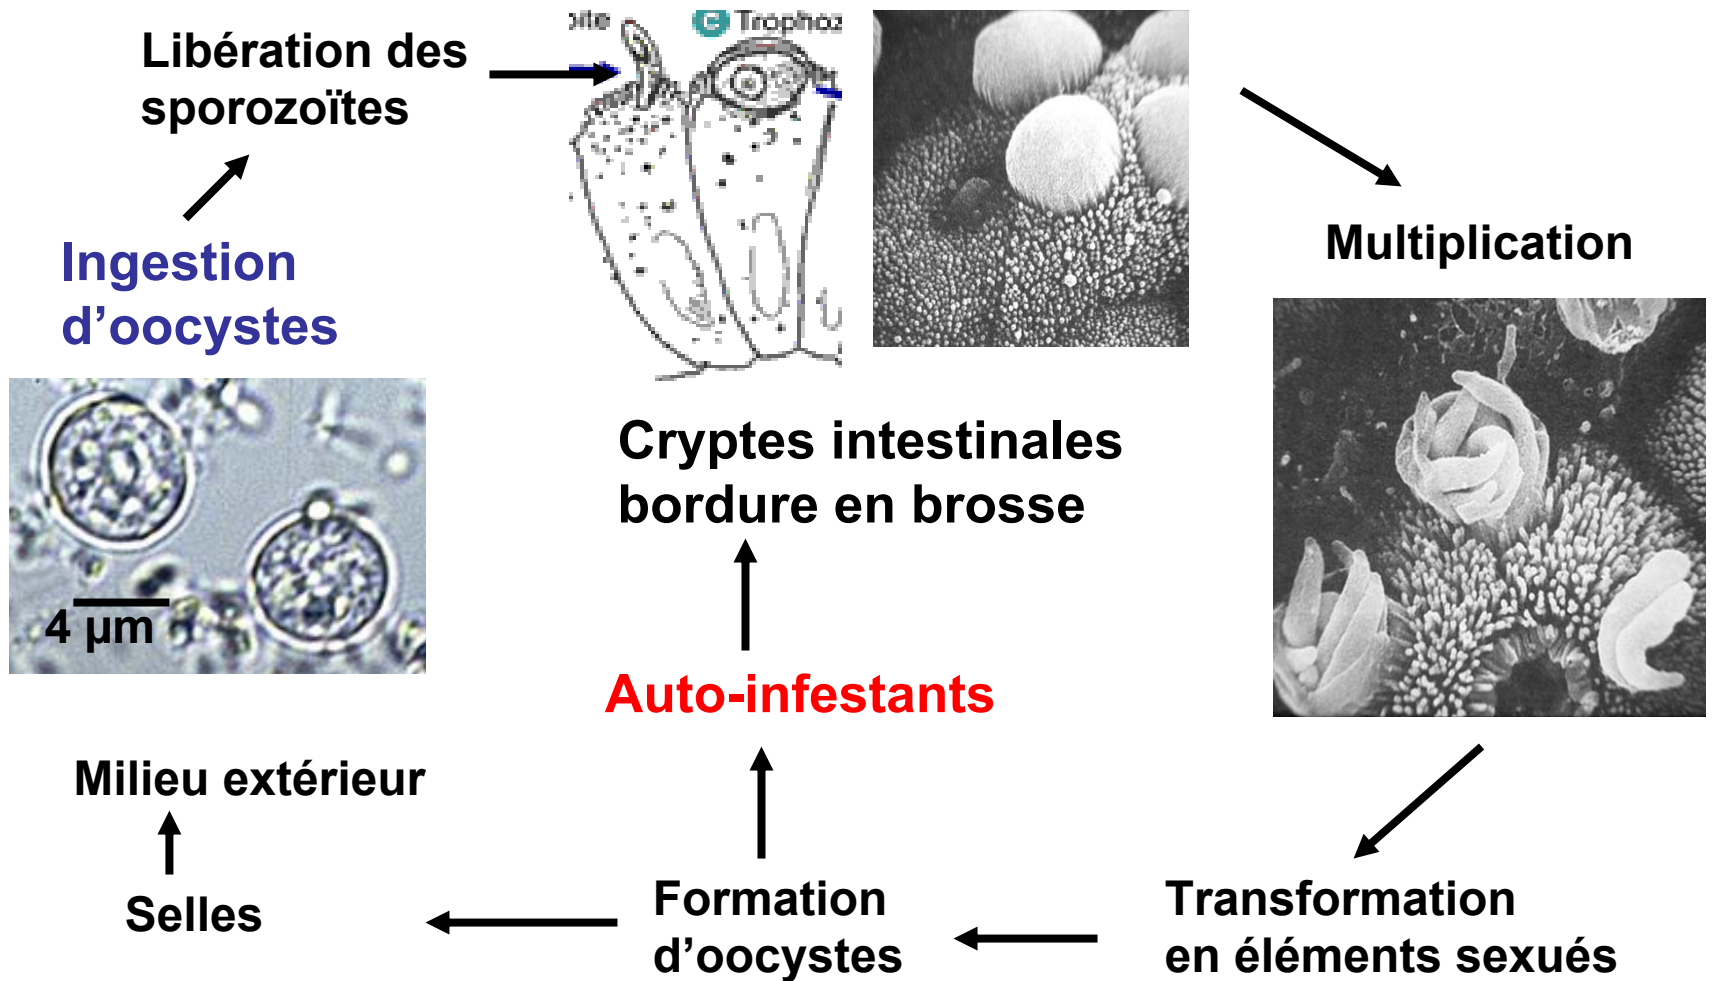 Libération des
sporozoïtes
C Trophoz
Ingestion
d’oocystes
4 µm
Cryptes intestinales
bordure en brosse
Multiplication
Auto-infestants
Milieu extérieur
Selles
Formation
d’oocystes
Transformation
en éléments sexués